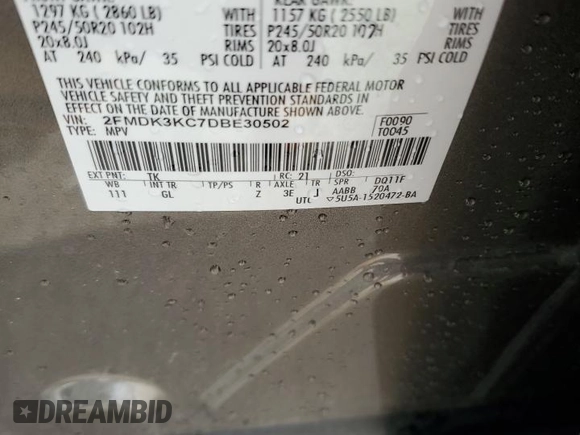 1297 KG ( 2860 LB)
1157 KG ( 2550 LB)
P245/50R20 102H TIRES P245/50R20 102H TIRES
20x8.0J RIMS 20x8.0J RIMS
AT 240 kPa/ 35 PSI COLD AT 240 kPa/ 35 PSI COLD
THIS VEHICLE CONFORMS TO ALL APPLICABLE FEDERAL MOTOR
VEHICLE SAFETY AND THEFT PREVENTION STANDARDS IN
EFFECT ON THE DATE OF MANUFACTURE SHOWN ABOVE.
VIN: 2FMDK3KC7DBE30502 F0090
TYPE: MPV T0045
EXT PNT: TK RC: 21 DSO:
WB INT TR TP/PS R AXLE TR SPR DQ11F
111 GL Z 3E J AABB 70A
UTC ▽5U5A-1520472-BA
DREAMBID